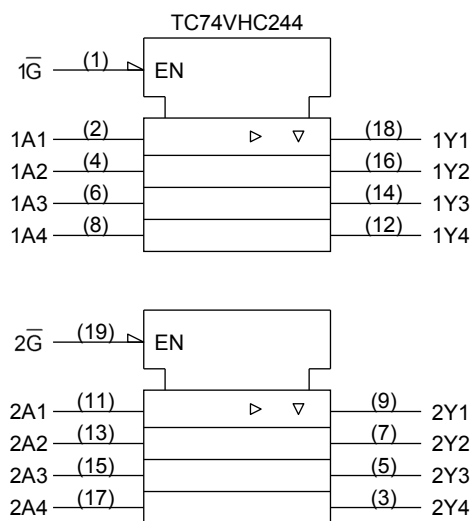 TC74VHC244
1G̅ (1) EN
1A1 (2) (18) 1Y1
1A2 (4) (16) 1Y2
1A3 (6) (14) 1Y3
1A4 (8) (12) 1Y4
2G̅ (19) EN
2A1 (11) (9) 2Y1
2A2 (13) (7) 2Y2
2A3 (15) (5) 2Y3
2A4 (17) (3) 2Y4